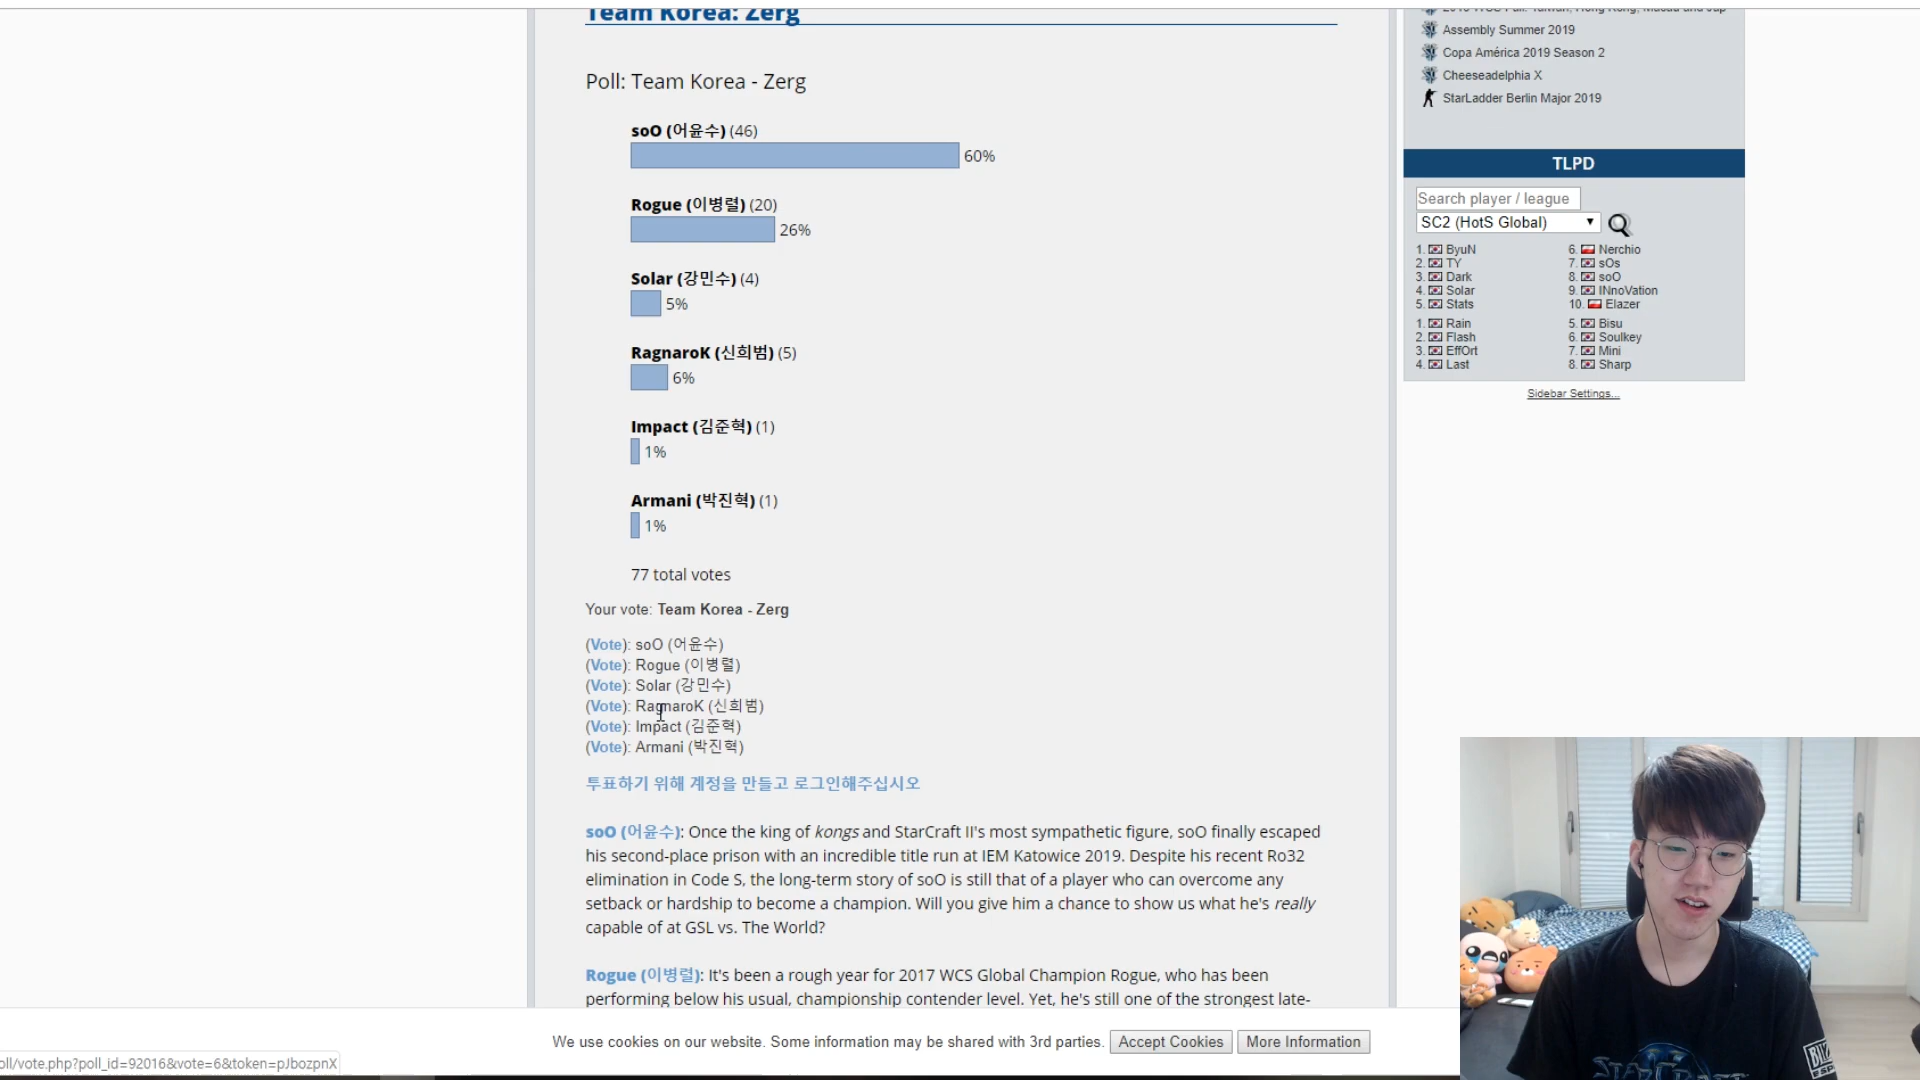 Team Korea: Zerg
Poll: Team Korea - Zerg
soO (어윤수) (46)
60%
Rogue (이병렬) (20)
26%
Solar (강민수) (4)
5%
RagnaroK (신희범) (5)
6%
Impact (김준혁) (1)
1%
Armani (박진혁) (1)
1%
77 total votes
Your vote: Team Korea - Zerg
(Vote): soO (어윤수)
(Vote): Rogue (이병렬)
(Vote): Solar (강민수)
(Vote): RagnaroK (신희범)
(Vote): Impact (김준혁)
(Vote): Armani (박진혁)
투표하기 위해 계정을 만들고 로그인해주십시오
soO (어윤수): Once the king of kongs and StarCraft II's most sympathetic figure, soO finally escaped
his second-place prison with an incredible title run at IEM Katowice 2019. Despite his recent Ro32
elimination in Code S, the long-term story of soO is still that of a player who can overcome any
setback or hardship to become a champion. Will you give him a chance to show us what he's really
capable of at GSL vs. The World?
Rogue (이병렬): It's been a rough year for 2017 WCS Global Champion Rogue, who has been
performing below his usual, championship contender level. Yet, he's still one of the strongest late-
Assembly Summer 2019
Copa América 2019 Season 2
Cheeseadelphia X
StarLadder Berlin Major 2019
TLPD
Search player / league
SC2 (HotS Global)
1. ByuN
2. TY
3. Dark
4. Solar
5. Stats
6. Nerchio
7. sOs
8. soO
9. INnoVation
10. Elazer
1. Rain
2. Flash
3. EffOrt
4. Last
5. Bisu
6. Soulkey
7. Mini
8. Sharp
Sidebar Settings...
We use cookies on our website. Some information may be shared with 3rd parties. Accept Cookies More Information
oll/vote.php?poll_id=92016&vote=6&token=pJbozpnX